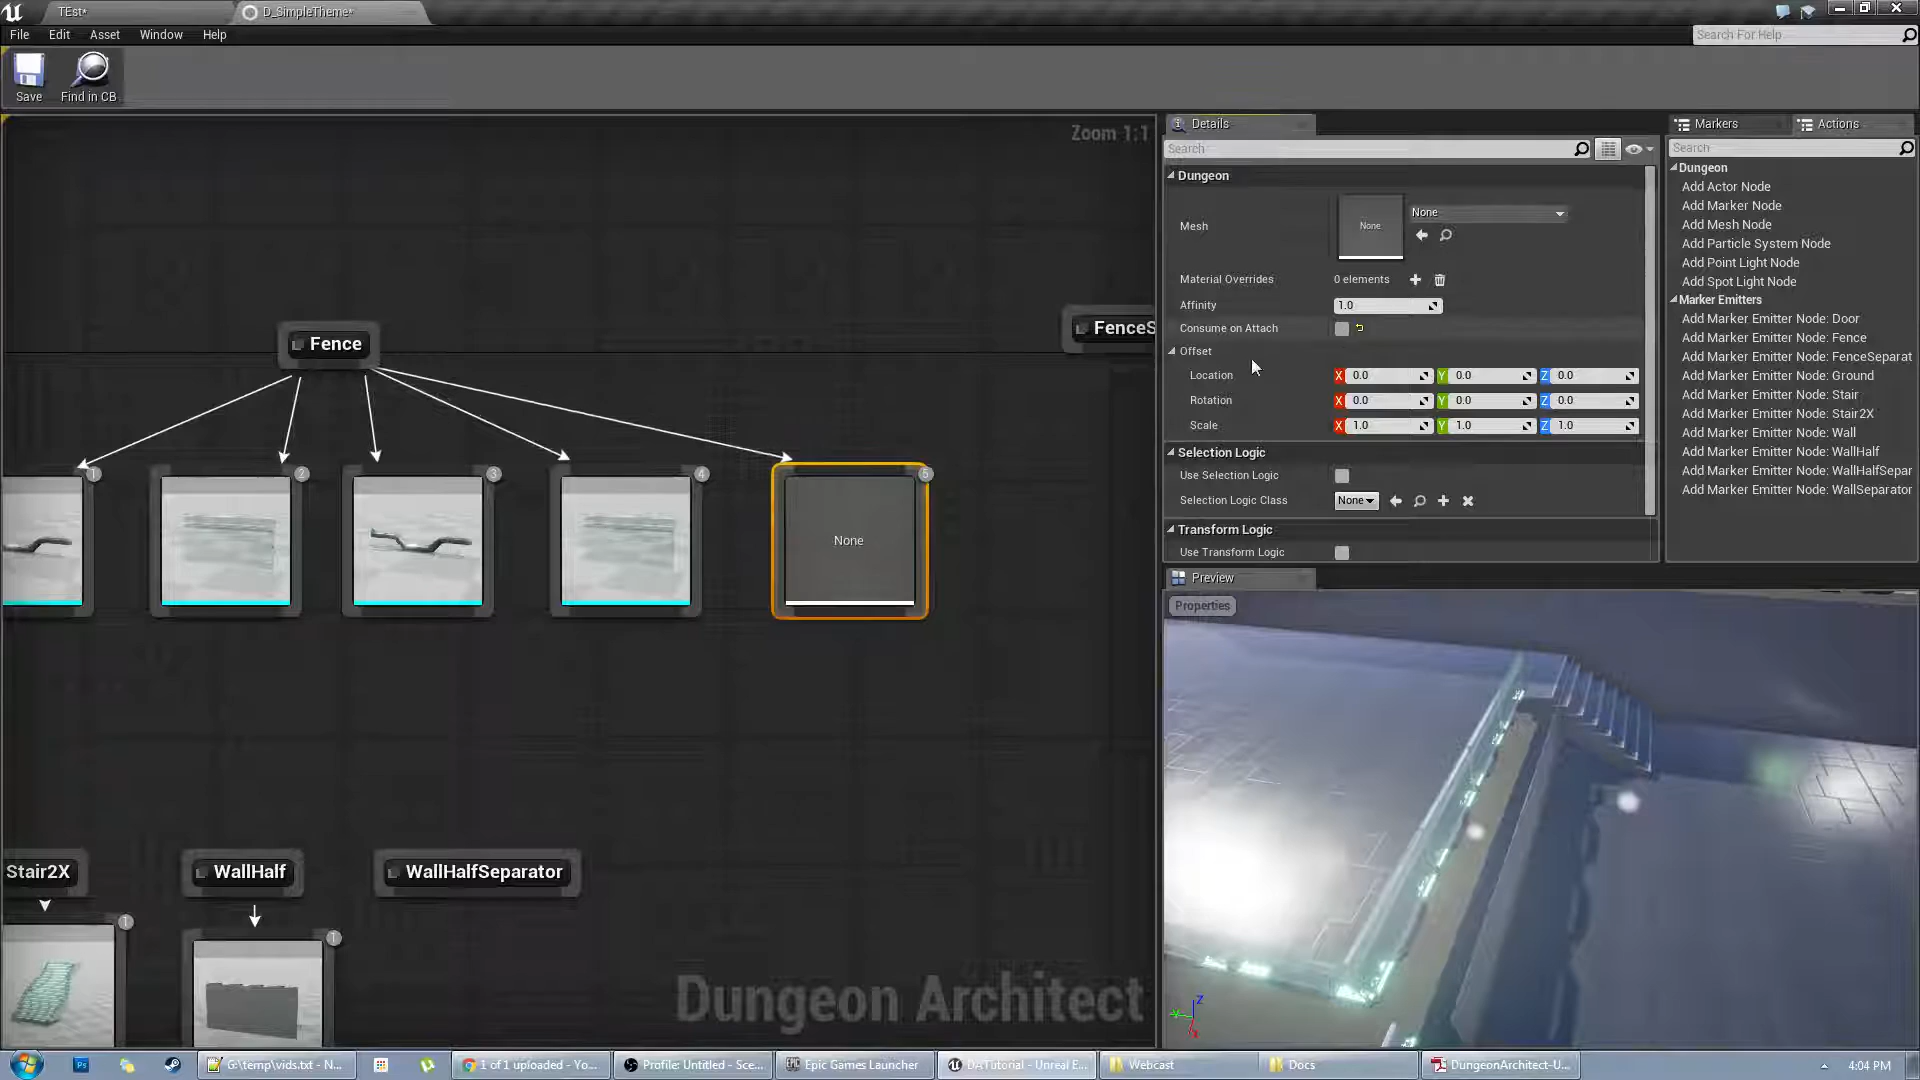 TEst*
D_SimpleTheme*
File Edit Asset Window Help
Search For Help
Save Find in CB
Zoom 1:1
Fence
1
2
3
4
5
None
Stair2X
1
WallHalf
1
WallHalfSeparator
Dungeon Architect
Details
Search
Dungeon
Mesh None None
Material Overrides 0 elements
Affinity 1.0
Consume on Attach
Offset
Location X 0.0 Y 0.0 Z 0.0
Rotation X 0.0 Y 0.0 Z 0.0
Scale X 1.0 Y 1.0 Z 1.0
Selection Logic
Use Selection Logic
Selection Logic Class None
Transform Logic
Use Transform Logic
Preview
Properties
Z
Markers Actions
Search
Dungeon
Add Actor Node
Add Marker Node
Add Mesh Node
Add Particle System Node
Add Point Light Node
Add Spot Light Node
Marker Emitters
Add Marker Emitter Node: Door
Add Marker Emitter Node: Fence
Add Marker Emitter Node: FenceSeparat
Add Marker Emitter Node: Ground
Add Marker Emitter Node: Stair
Add Marker Emitter Node: Stair2X
Add Marker Emitter Node: Wall
Add Marker Emitter Node: WallHalf
Add Marker Emitter Node: WallHalfSepar
Add Marker Emitter Node: WallSeparator
FenceS
G:\temp\vids.txt - N...
1 of 1 uploaded - Yo...
Profile: Untitled - Sce...
Epic Games Launcher
DATutorial - Unreal E...
Webcast
Docs
DungeonArchitect-U...
4:04 PM